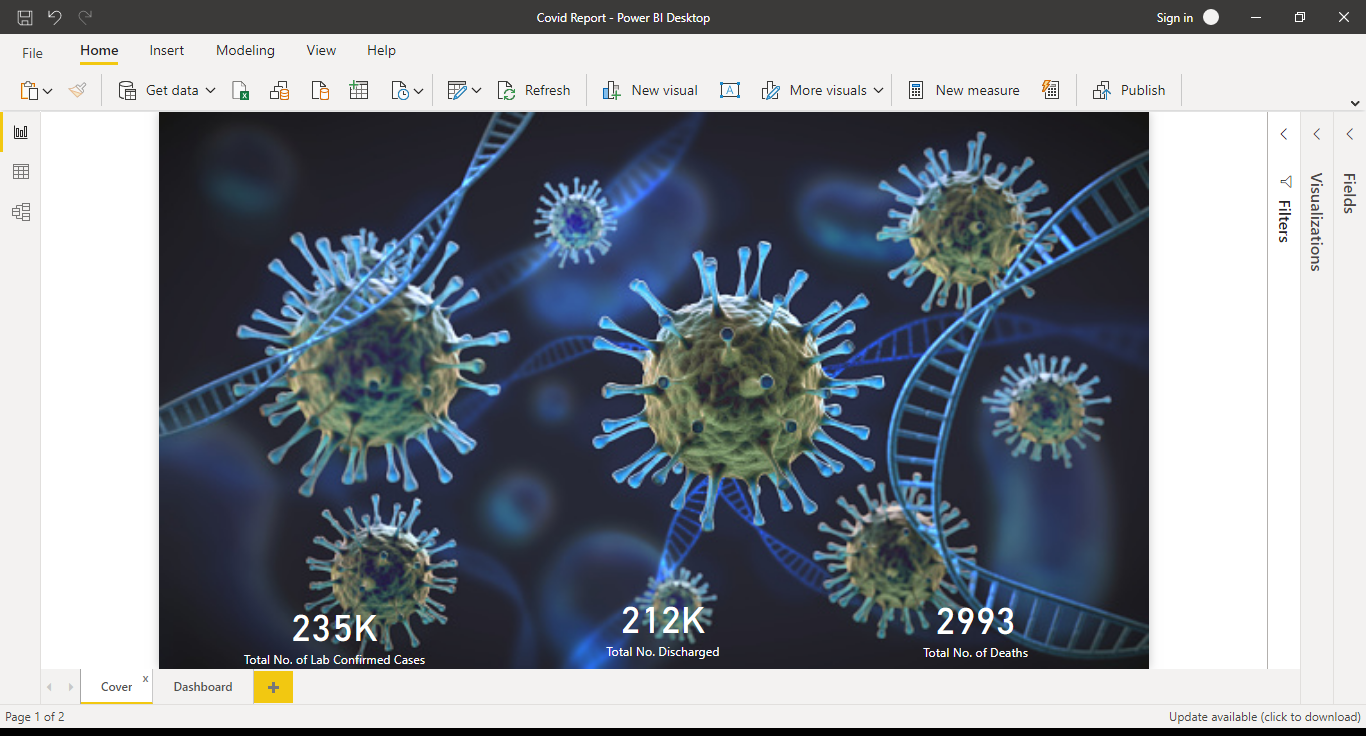 Covid Report - Power BI Desktop
Sign in
File
Home
Insert
Modeling
View
Help
Get data
Refresh
New visual
More visuals
New measure
Publish
Filters
Visualizations
Fields
235K
Total No. of Lab Confirmed Cases
212K
Total No. Discharged
2993
Total No. of Deaths
Cover
x
Dashboard
Page 1 of 2
Update available (click to download)